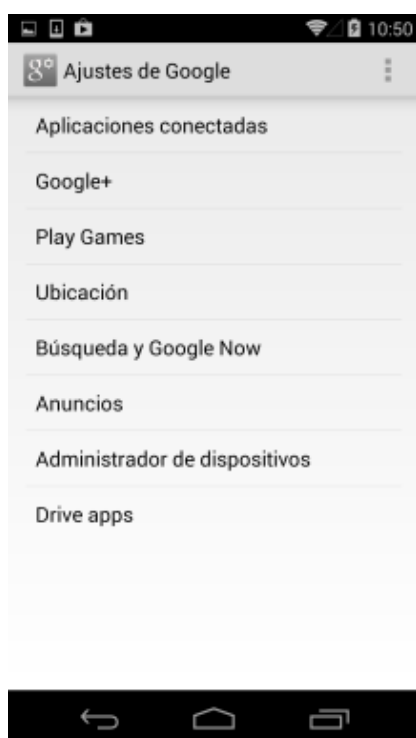 10:50
Ajustes de Google
Aplicaciones conectadas
Google+
Play Games
Ubicación
Búsqueda y Google Now
Anuncios
Administrador de dispositivos
Drive apps